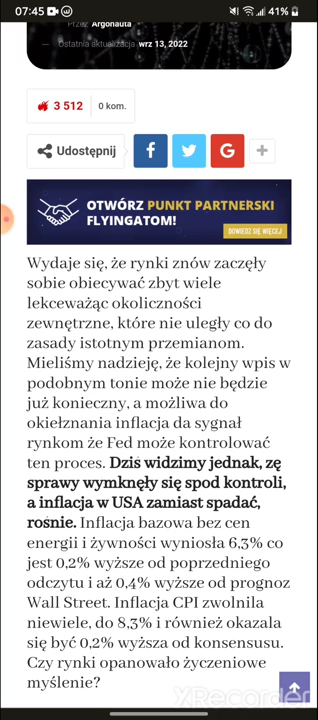 07:45
41%
Przez Argonauta
— Ostatnia aktualizacja wrz 13, 2022
3 512
0 kom.
Udostępnij
OTWÓRZ PUNKT PARTNERSKI
FLYINGATOM!
DOWIEDZ SIĘ WIĘCEJ
Wydaje się, że rynki znów zaczęły
sobie obiecywać zbyt wiele
lekceważąc okoliczności
zewnętrzne, które nie uległy co do
zasady istotnym przemianom.
Mieliśmy nadzieję, że kolejny wpis w
podobnym tonie może nie będzie
już konieczny, a możliwa do
okiełznania inflacja da sygnał
rynkom że Fed może kontrolować
ten proces. Dziś widzimy jednak, zę
sprawy wymknęły się spod kontroli,
a inflacja w USA zamiast spadać,
rośnie. Inflacja bazowa bez cen
energii i żywności wyniosła 6,3% co
jest 0,2% wyższe od poprzedniego
odczytu i aż 0,4% wyższe od prognoz
Wall Street. Inflacja CPI zwolniła
niewiele, do 8,3% i również okazala
się być 0,2% wyższa od konsensusu.
Czy rynki opanowało życzeniowe
myślenie?
XRecorder